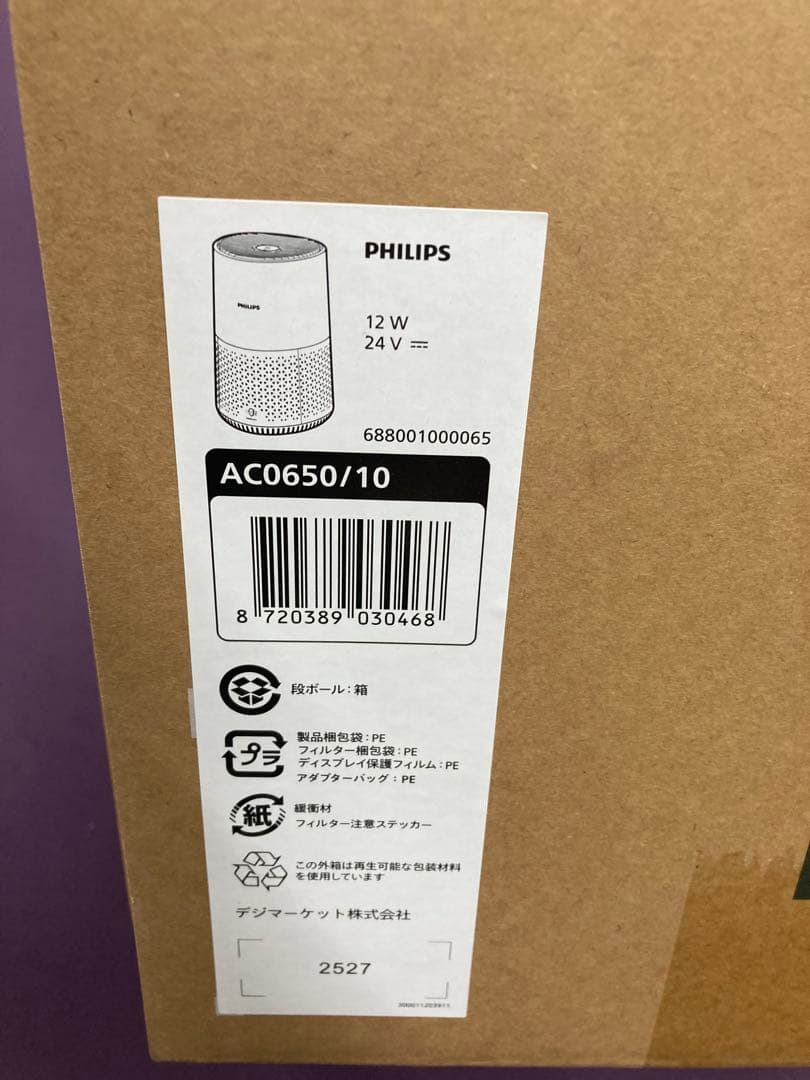 PHILIPS
PHILIPS
12 W
24 V
688001000065
AC0650/10
8 720389 030468
段ボール：箱
プラ
製品梱包袋：PE
フィルター梱包袋：PE
ディスプレイ保護フィルム：PE
アダプターバッグ：PE
紙
緩衝材
フィルター注意ステッカー
この外箱は再生可能な包装材料
を使用しています
デジマーケット株式会社
2527